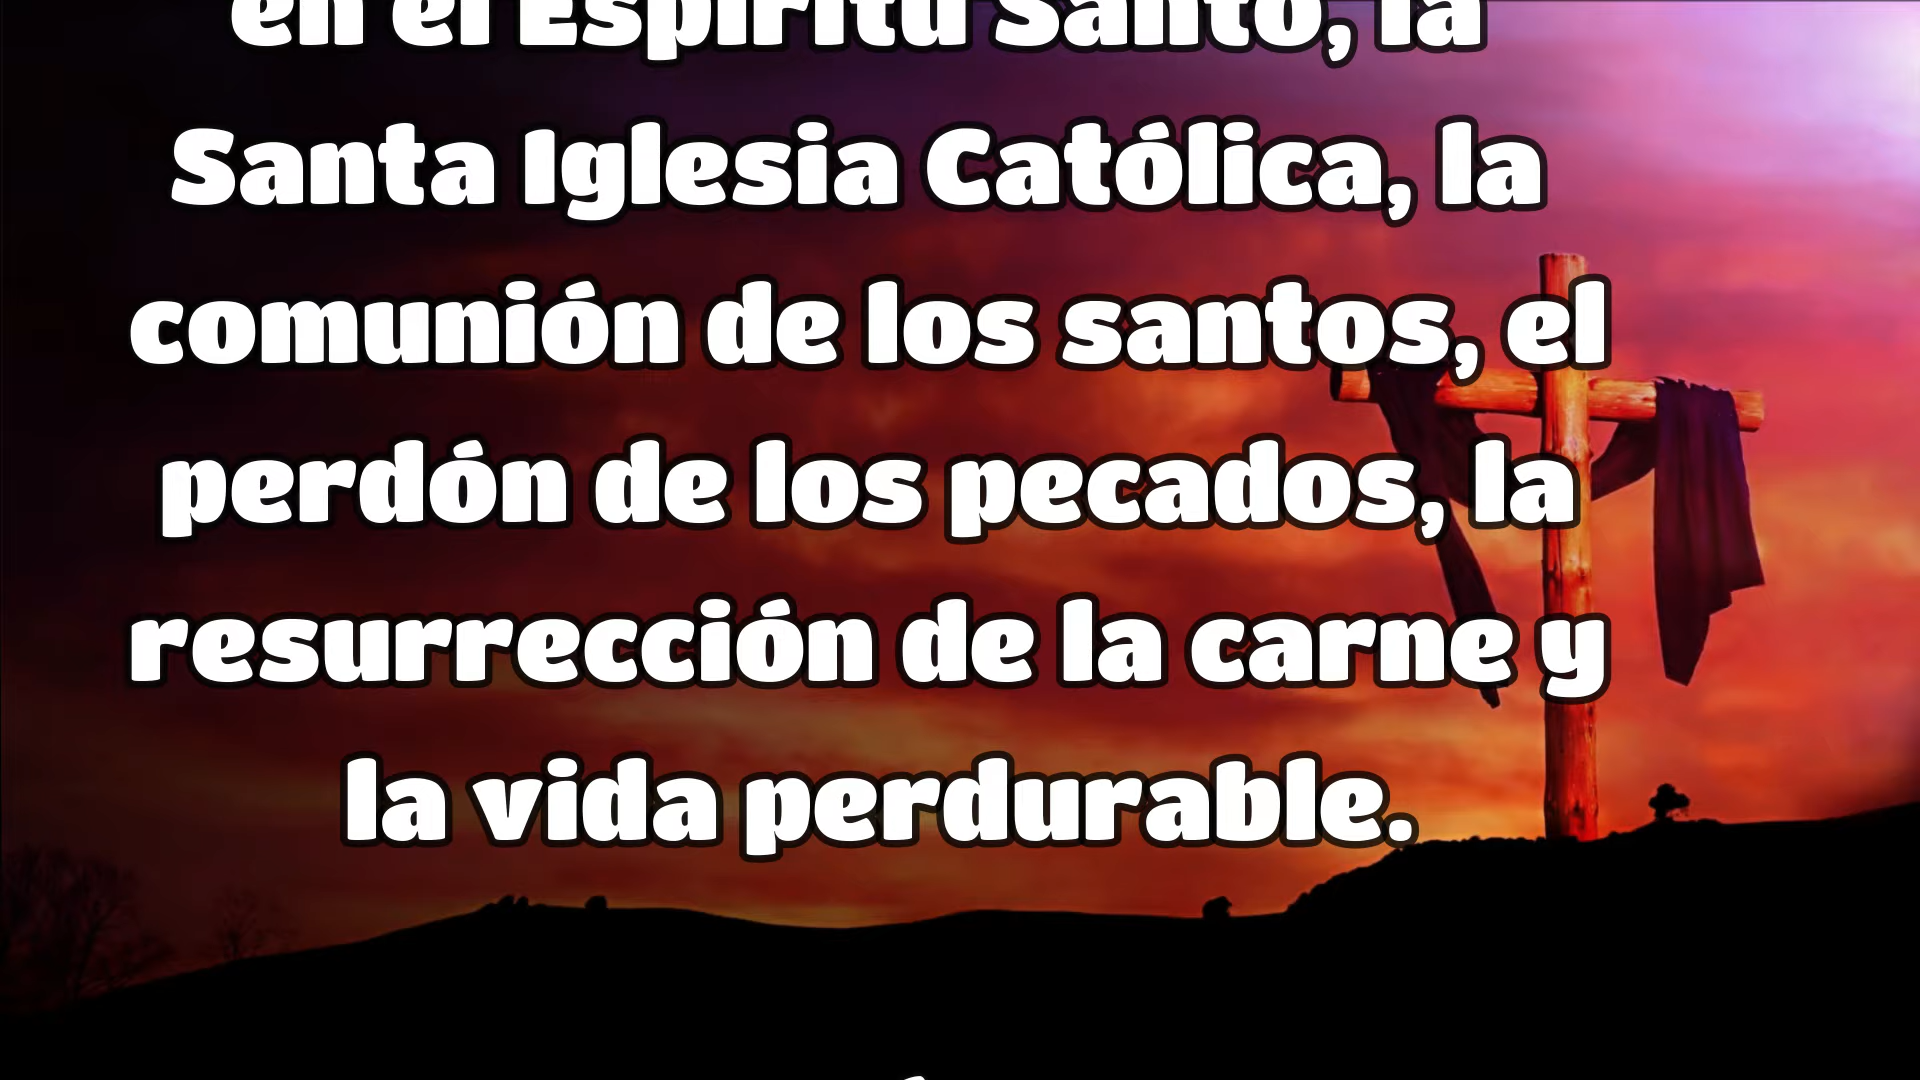 en el Espíritu Santo, la
Santa Iglesia Católica, la
comunión de los santos, el
perdón de los pecados, la
resurrección de la carne y
la vida perdurable.